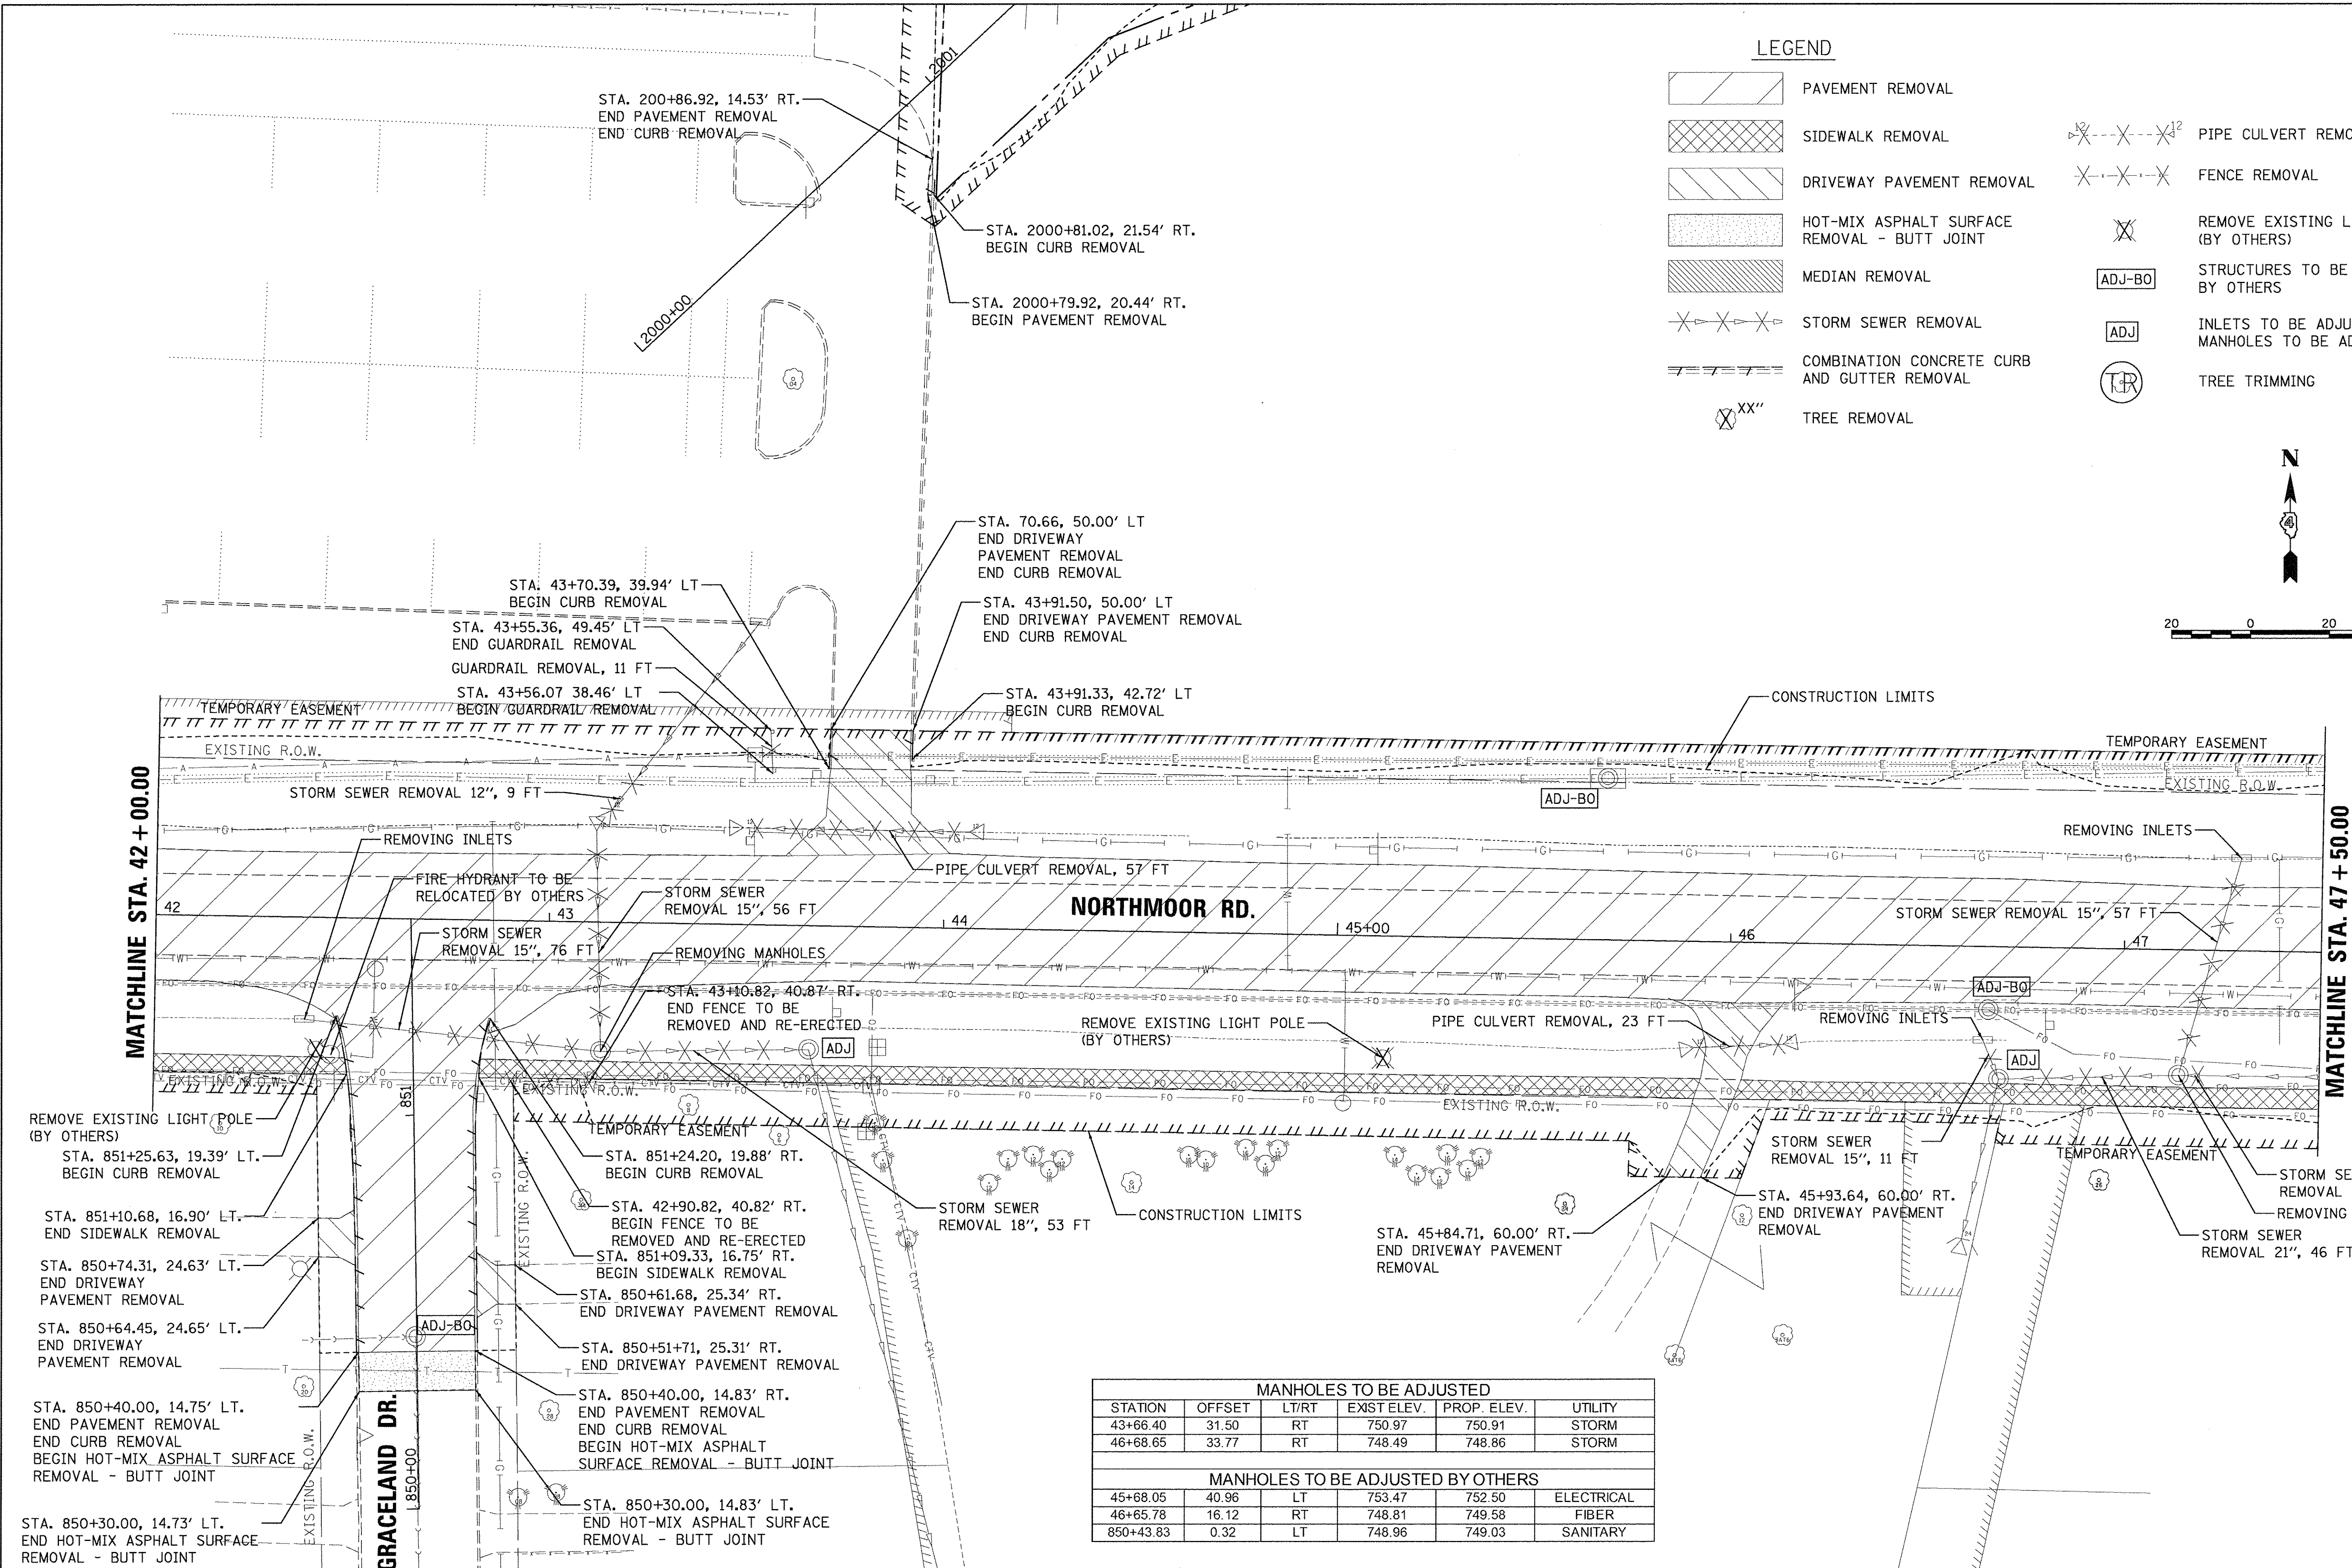 LEGEND
PAVEMENT REMOVAL
SIDEWALK REMOVAL
DRIVEWAY PAVEMENT REMOVAL
HOT-MIX ASPHALT SURFACE
REMOVAL - BUTT JOINT
MEDIAN REMOVAL
STORM SEWER REMOVAL
COMBINATION CONCRETE CURB
AND GUTTER REMOVAL
XX"
TREE REMOVAL
12
12
PIPE CULVERT REMO
FENCE REMOVAL
REMOVE EXISTING L
(BY OTHERS)
ADJ-BO
STRUCTURES TO BE
BY OTHERS
ADJ
INLETS TO BE ADJU
MANHOLES TO BE AD
TREE TRIMMING
N
4
20 0 20
2001
2000+00
STA. 200+86.92, 14.53' RT.
END PAVEMENT REMOVAL
END CURB REMOVAL
STA. 2000+81.02, 21.54' RT.
BEGIN CURB REMOVAL
STA. 2000+79.92, 20.44' RT.
BEGIN PAVEMENT REMOVAL
STA. 70.66, 50.00' LT
END DRIVEWAY
PAVEMENT REMOVAL
END CURB REMOVAL
STA. 43+70.39, 39.94' LT
BEGIN CURB REMOVAL
STA. 43+91.50, 50.00' LT
END DRIVEWAY PAVEMENT REMOVAL
END CURB REMOVAL
STA. 43+55.36, 49.45' LT
END GUARDRAIL REMOVAL
GUARDRAIL REMOVAL, 11 FT
STA. 43+56.07 38.46' LT
BEGIN GUARDRAIL REMOVAL
STA. 43+91.33, 42.72' LT
BEGIN CURB REMOVAL
CONSTRUCTION LIMITS
TEMPORARY EASEMENT
TEMPORARY EASEMENT
EXISTING R.O.W.
EXISTING R.O.W.
STORM SEWER REMOVAL 12", 9 FT
ADJ-BO
MATCHLINE STA. 42+00.00
MATCHLINE STA. 47+50.00
REMOVING INLETS
REMOVING INLETS
PIPE CULVERT REMOVAL, 57 FT
FIRE HYDRANT TO BE
RELOCATED BY OTHERS
STORM SEWER
REMOVAL 15", 56 FT
NORTHMOOR RD.
STORM SEWER REMOVAL 15", 57 FT
42
43
44
45+00
46
47
STORM SEWER
REMOVAL 15", 76 FT
REMOVING MANHOLES
STA. 43+10.82, 40.87' RT.
END FENCE TO BE
REMOVED AND RE-ERECTED
ADJ
REMOVE EXISTING LIGHT POLE
(BY OTHERS)
PIPE CULVERT REMOVAL, 23 FT
REMOVING INLETS
ADJ-BO
ADJ
EXISTING R.O.W.
EXISTING R.O.W.
EXISTING R.O.W.
851
REMOVE EXISTING LIGHT POLE
(BY OTHERS)
TEMPORARY EASEMENT
STA. 851+25.63, 19.39' LT.
BEGIN CURB REMOVAL
STA. 851+24.20, 19.88' RT.
BEGIN CURB REMOVAL
STORM SEWER
REMOVAL 15", 11 FT
TEMPORARY EASEMENT
STORM SE
REMOVAL
REMOVING
STORM SEWER
REMOVAL 21", 46 FT
STA. 851+10.68, 16.90' LT.
END SIDEWALK REMOVAL
STA. 42+90.82, 40.82' RT.
BEGIN FENCE TO BE
REMOVED AND RE-ERECTED
STORM SEWER
REMOVAL 18", 53 FT
CONSTRUCTION LIMITS
STA. 45+93.64, 60.00' RT.
END DRIVEWAY PAVEMENT
REMOVAL
STA. 45+84.71, 60.00' RT.
END DRIVEWAY PAVEMENT
REMOVAL
STA. 851+09.33, 16.75' RT.
BEGIN SIDEWALK REMOVAL
STA. 850+74.31, 24.63' LT.
END DRIVEWAY
PAVEMENT REMOVAL
STA. 850+61.68, 25.34' RT.
END DRIVEWAY PAVEMENT REMOVAL
STA. 850+64.45, 24.65' LT.
END DRIVEWAY
PAVEMENT REMOVAL
ADJ-BO
STA. 850+51+71, 25.31' RT.
END DRIVEWAY PAVEMENT REMOVAL
EXISTING R.O.W.
EXISTING R.O.W.
STA. 850+40.00, 14.75' LT.
END PAVEMENT REMOVAL
END CURB REMOVAL
BEGIN HOT-MIX ASPHALT SURFACE
REMOVAL - BUTT JOINT
STA. 850+40.00, 14.83' RT.
END PAVEMENT REMOVAL
END CURB REMOVAL
BEGIN HOT-MIX ASPHALT
SURFACE REMOVAL - BUTT JOINT
GRACELAND DR.
850+00
STA. 850+30.00, 14.73' LT.
END HOT-MIX ASPHALT SURFACE
REMOVAL - BUTT JOINT
STA. 850+30.00, 14.83' LT.
END HOT-MIX ASPHALT SURFACE
REMOVAL - BUTT JOINT
MANHOLES TO BE ADJUSTED
STATION OFFSET LT/RT EXIST ELEV. PROP. ELEV. UTILITY
43+66.40 31.50 RT 750.97 750.91 STORM
46+68.65 33.77 RT 748.49 748.86 STORM
MANHOLES TO BE ADJUSTED BY OTHERS
45+68.05 40.96 LT 753.47 752.50 ELECTRICAL
46+65.78 16.12 RT 748.81 749.58 FIBER
850+43.83 0.32 LT 748.96 749.03 SANITARY